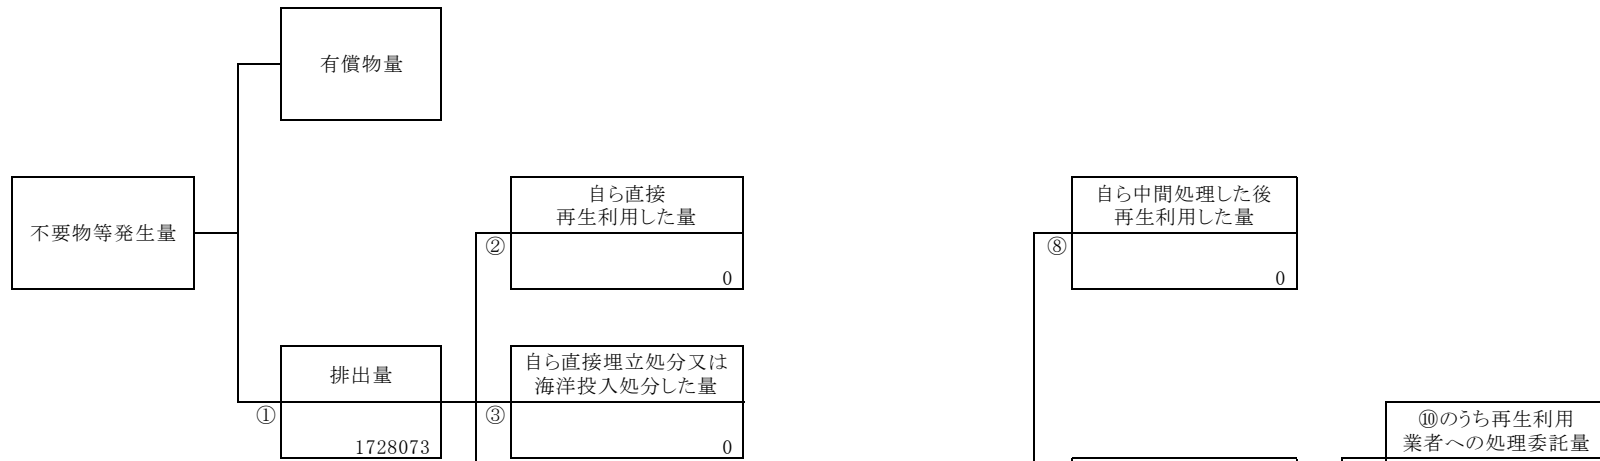 有償物量
不要物等発生量
自ら直接
再生利用した量
②
0
自ら中間処理した後
再生利用した量
⑧
0
排出量
①
1728073
自ら直接埋立処分又は
海洋投入処分した量
③
0
⑩のうち再生利用
業者への処理委託量